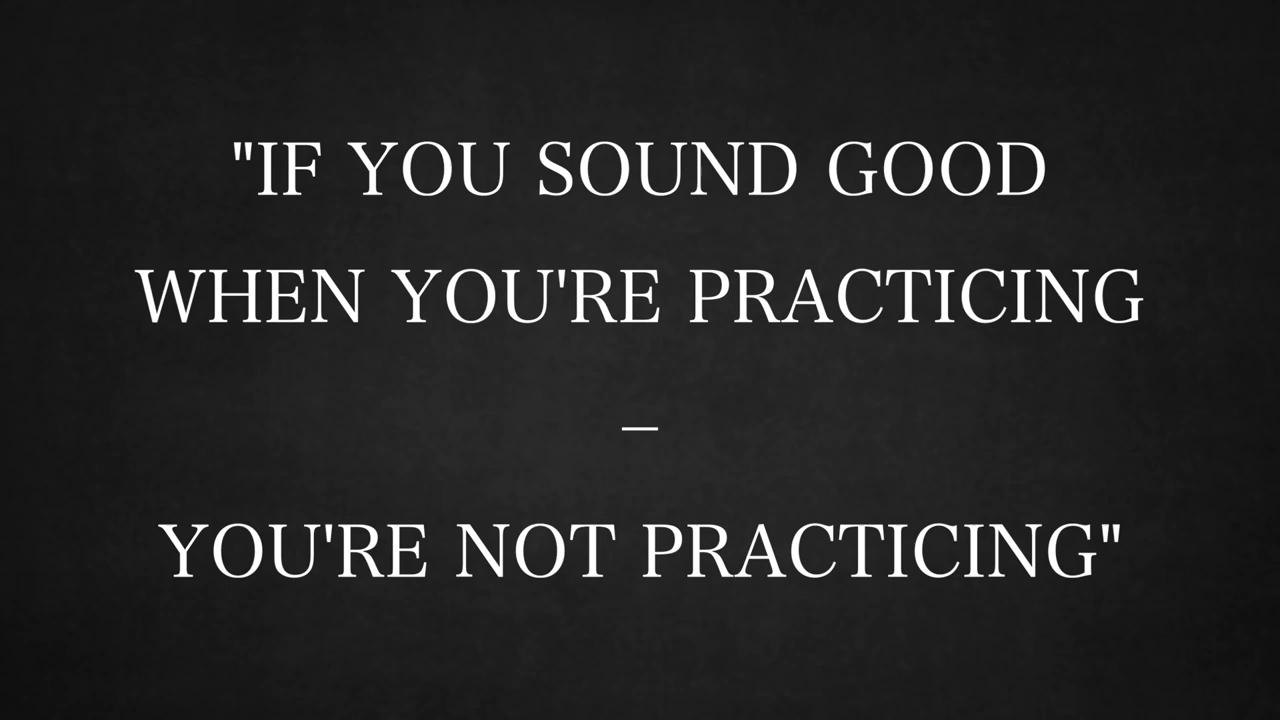 "IF YOU SOUND GOOD
WHEN YOU'RE PRACTICING
–
YOU'RE NOT PRACTICING"